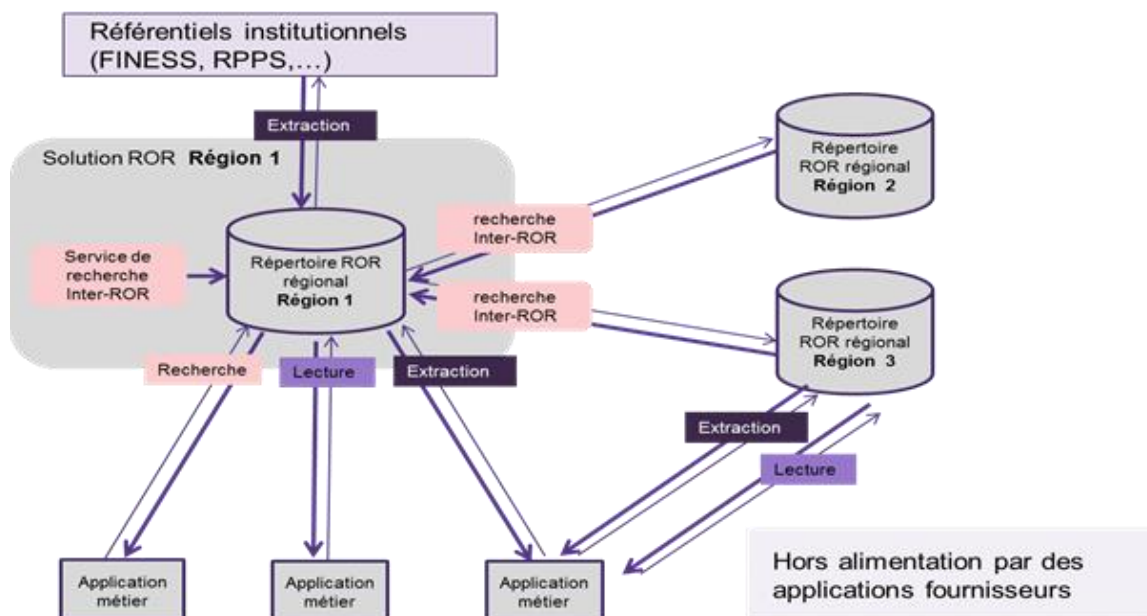 Référentiels institutionnels
(FINESS, RPPS,...)
Extraction
Solution ROR Région 1
Répertoire
ROR régional
Région 2
recherche
Inter-ROR
Service de
recherche
Inter-ROR
Répertoire ROR
régional
Région 1
recherche
Inter-ROR
Répertoire
ROR régional
Région 3
Recherche
Lecture
Extraction
Extraction
Lecture
Application
métier
Application
métier
Application
métier
Hors alimentation par des
applications fournisseurs